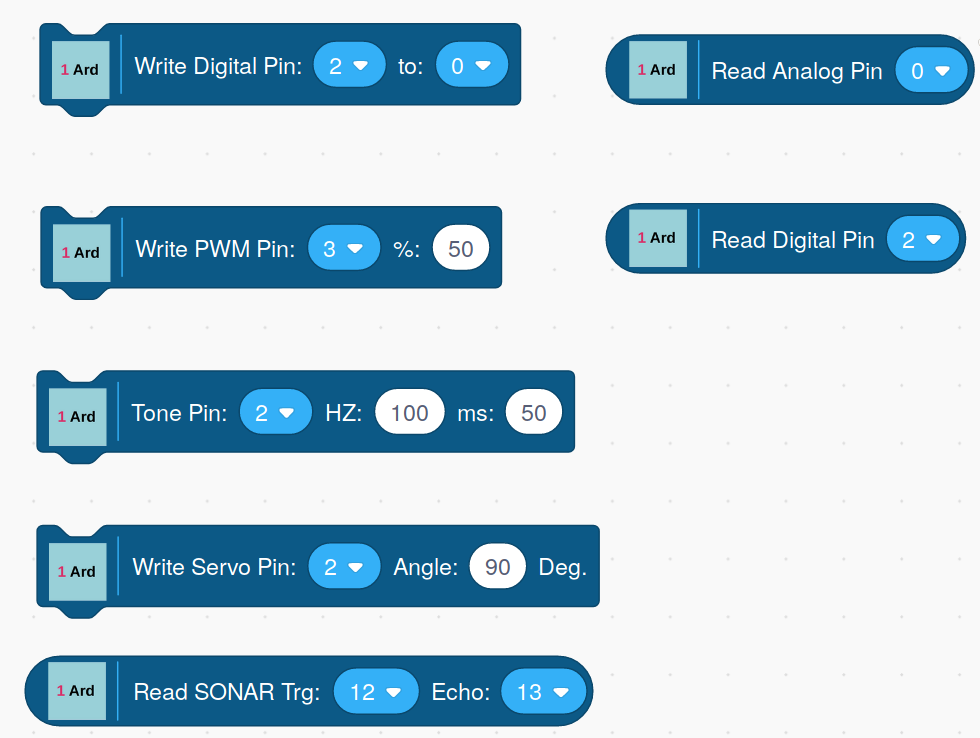 1 Ard Write Digital Pin: 2 to: 0
1 Ard Read Analog Pin 0
1 Ard Write PWM Pin: 3 %: 50
1 Ard Read Digital Pin 2
1 Ard Tone Pin: 2 HZ: 100 ms: 50
1 Ard Write Servo Pin: 2 Angle: 90 Deg.
1 Ard Read SONAR Trg: 12 Echo: 13